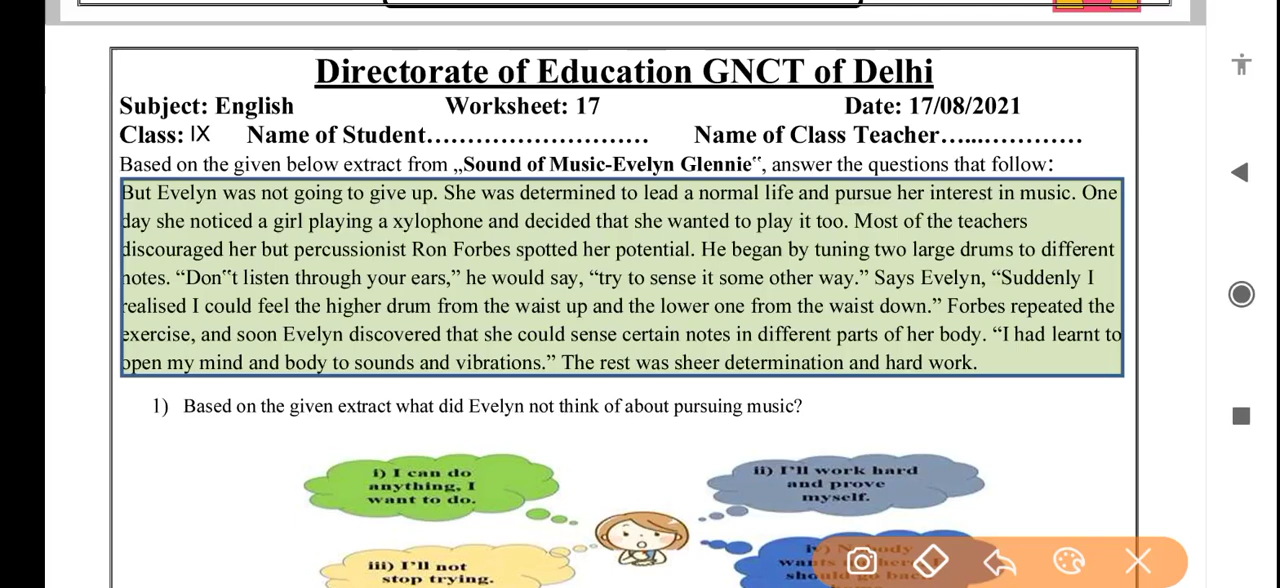 Directorate of Education GNCT of Delhi
Subject: English Worksheet: 17 Date: 17/08/2021
Class: IX Name of Student………………………. Name of Class Teacher…...…………
Based on the given below extract from „Sound of Music-Evelyn Glennie‟, answer the questions that follow:
But Evelyn was not going to give up. She was determined to lead a normal life and pursue her interest in music. One
day she noticed a girl playing a xylophone and decided that she wanted to play it too. Most of the teachers
discouraged her but percussionist Ron Forbes spotted her potential. He began by tuning two large drums to different
notes. “Don‟t listen through your ears,” he would say, “try to sense it some other way.” Says Evelyn, “Suddenly I
realised I could feel the higher drum from the waist up and the lower one from the waist down.” Forbes repeated the
exercise, and soon Evelyn discovered that she could sense certain notes in different parts of her body. “I had learnt to
open my mind and body to sounds and vibrations.” The rest was sheer determination and hard work.
1) Based on the given extract what did Evelyn not think of about pursuing music?
i) I can do
anything, I
want to do.
ii) I'll work hard
and prove
myself.
iii) I'll not
stop trying.